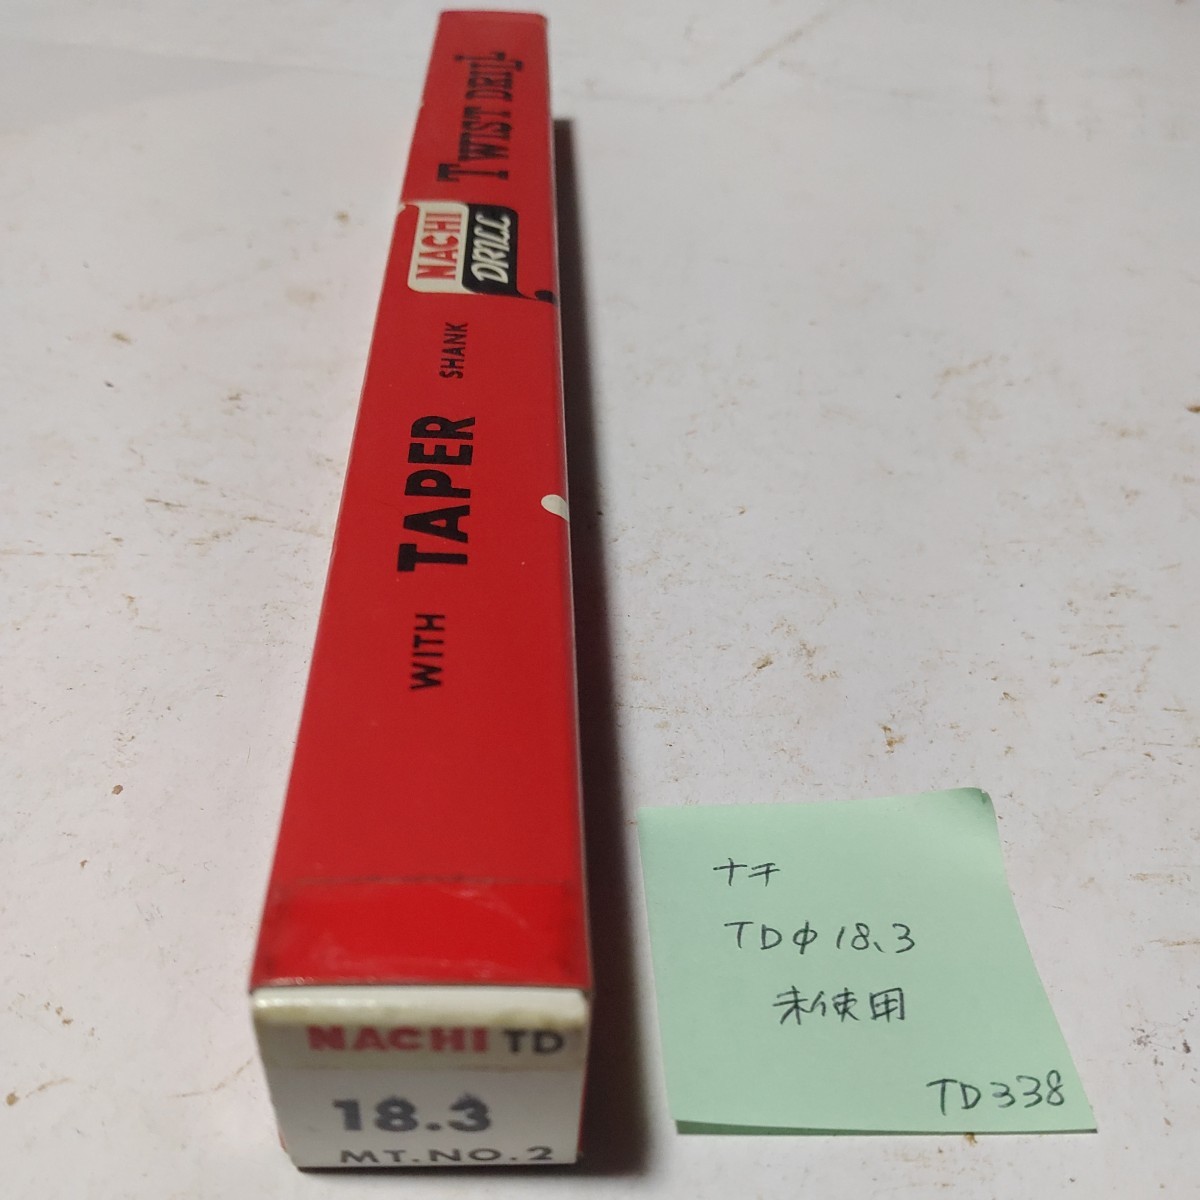 TWIST DRILL
NACHI
DRILL
WITH TAPER SHANK
NACHI TD
18.3
MT.NO.2
ナチ
TDφ18.3
未使用
TD338